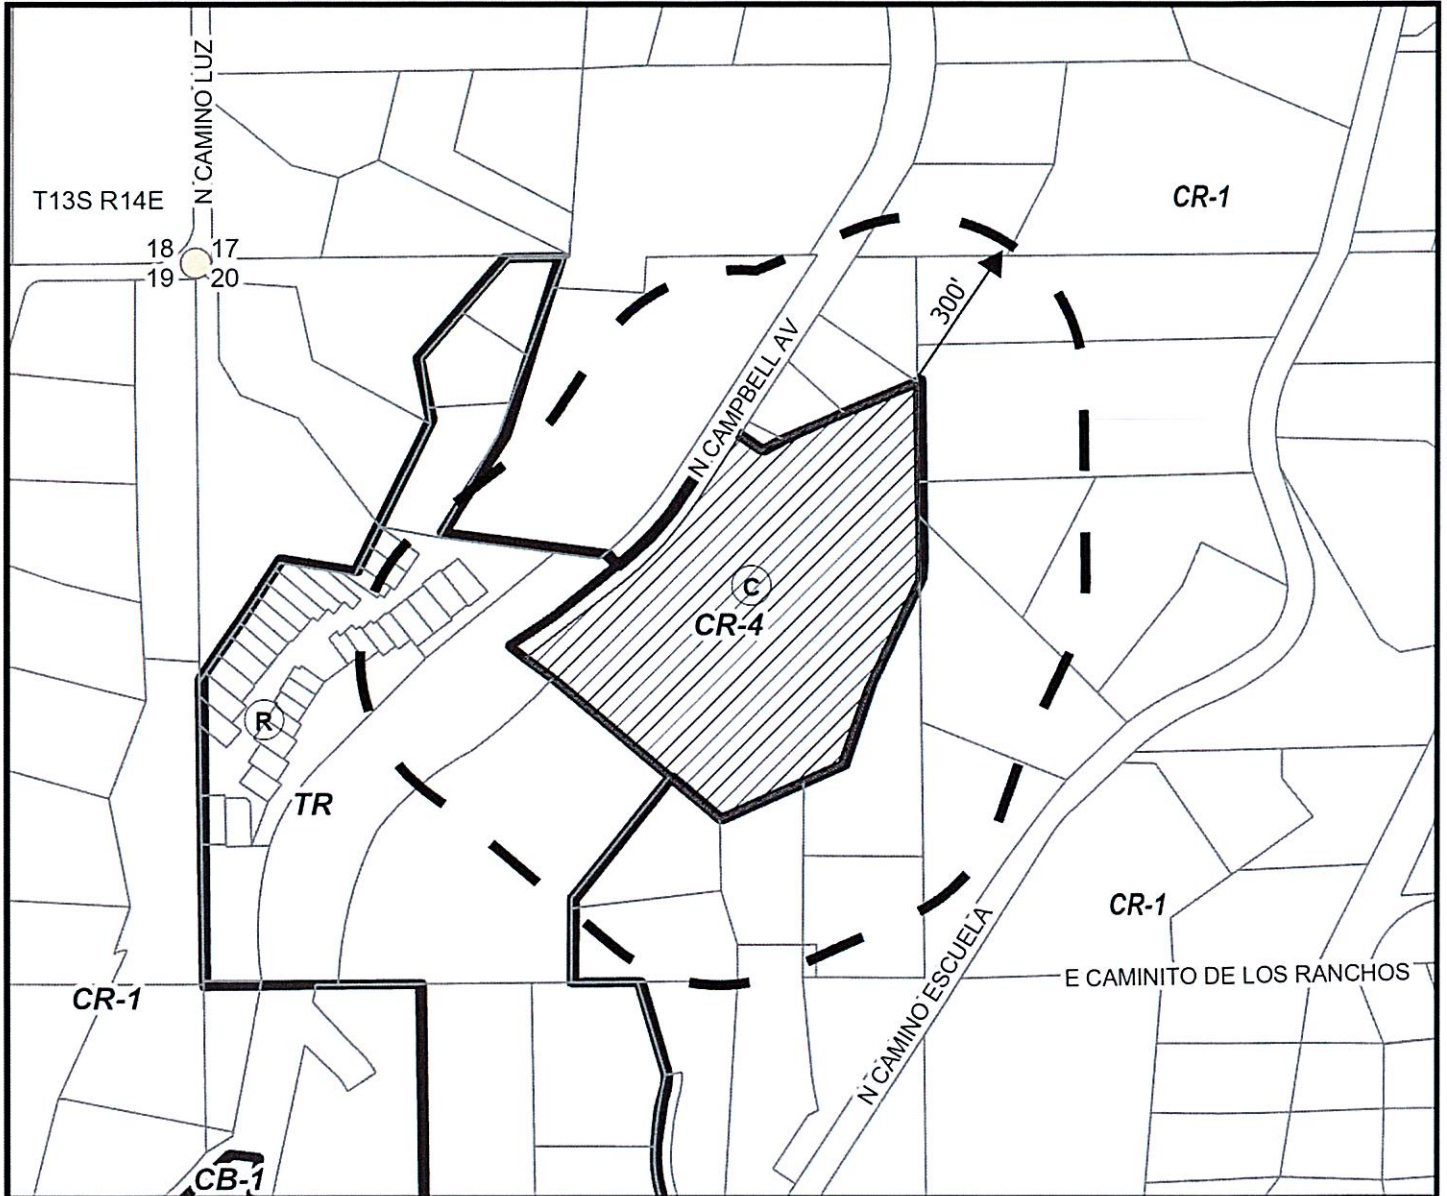 N CAMINO LUZ
T13S R14E
CR-1
18 17
19 20
300'
N CAMPBELL AV
C
CR-4
R
TR
CR-1
E CAMINITO DE LOS RANCHOS
CR-1
N CAMINO ESCUELA
CB-1